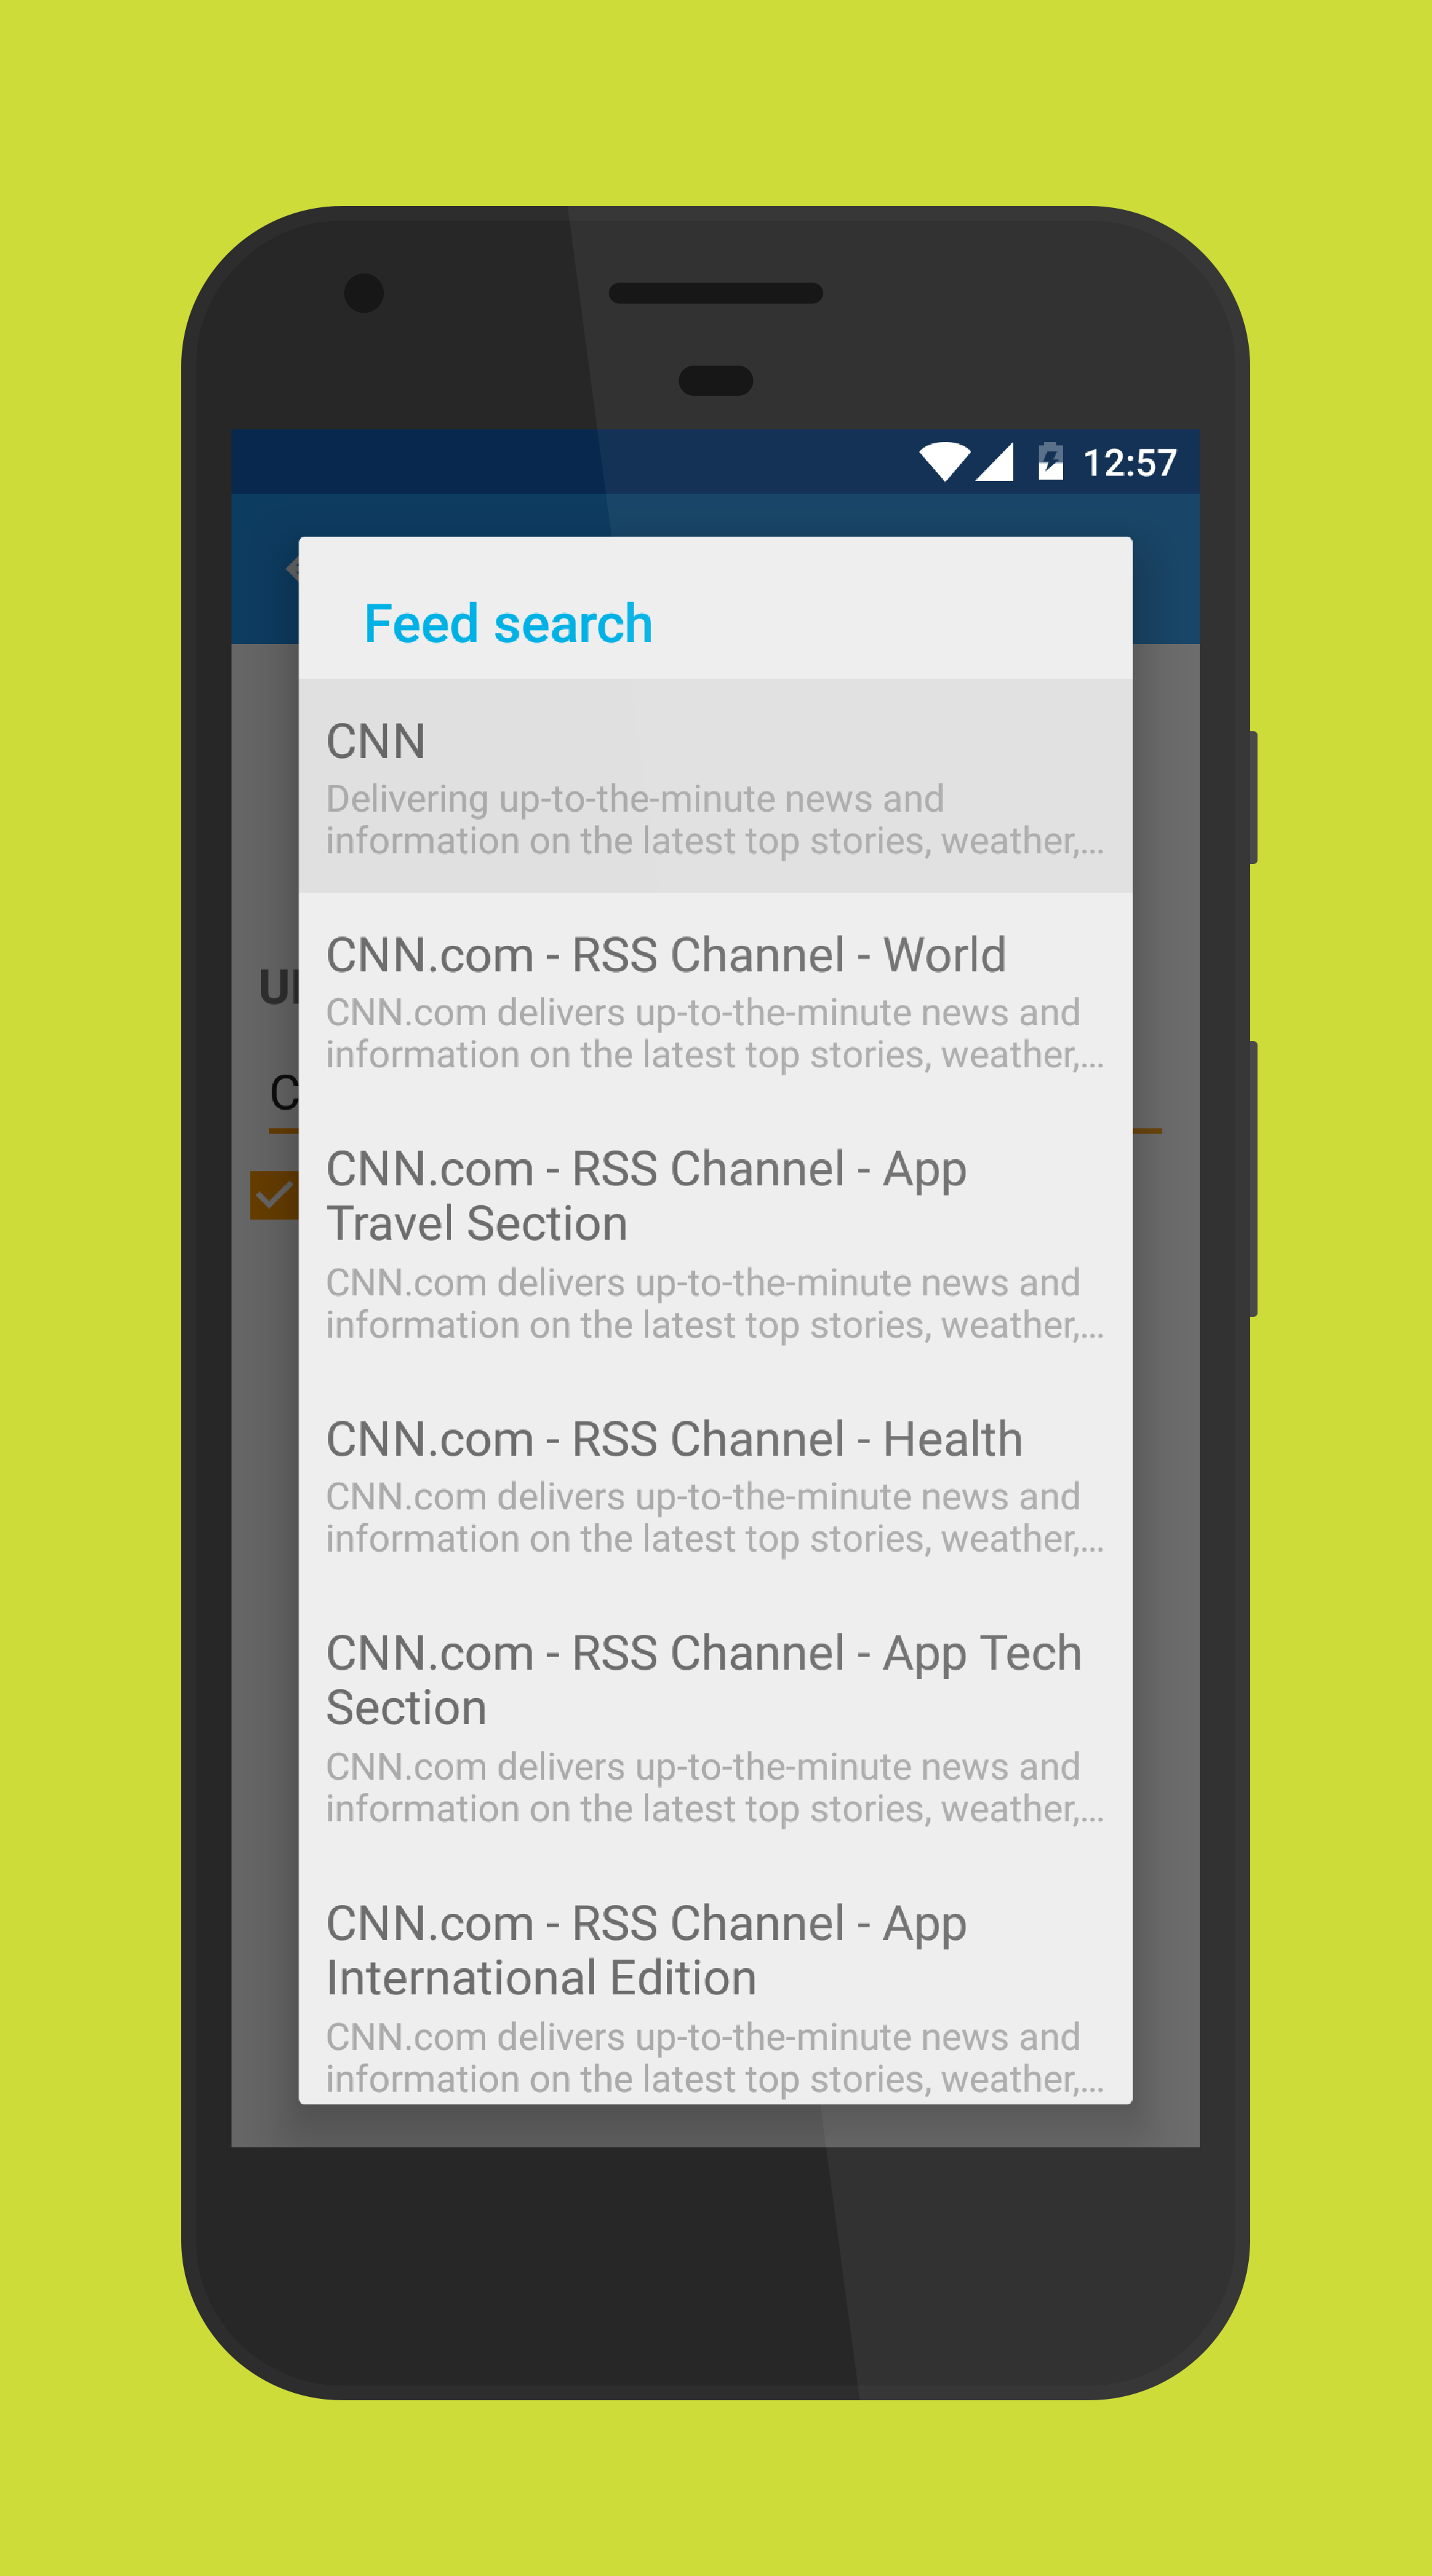 12:57
Feed search
CNN
Delivering up-to-the-minute news and
information on the latest top stories, weather,...
CNN.com - RSS Channel - World
CNN.com delivers up-to-the-minute news and
information on the latest top stories, weather,...
CNN.com - RSS Channel - App
Travel Section
CNN.com delivers up-to-the-minute news and
information on the latest top stories, weather,...
CNN.com - RSS Channel - Health
CNN.com delivers up-to-the-minute news and
information on the latest top stories, weather,...
CNN.com - RSS Channel - App Tech
Section
CNN.com delivers up-to-the-minute news and
information on the latest top stories, weather,...
CNN.com - RSS Channel - App
International Edition
CNN.com delivers up-to-the-minute news and
information on the latest top stories, weather,...